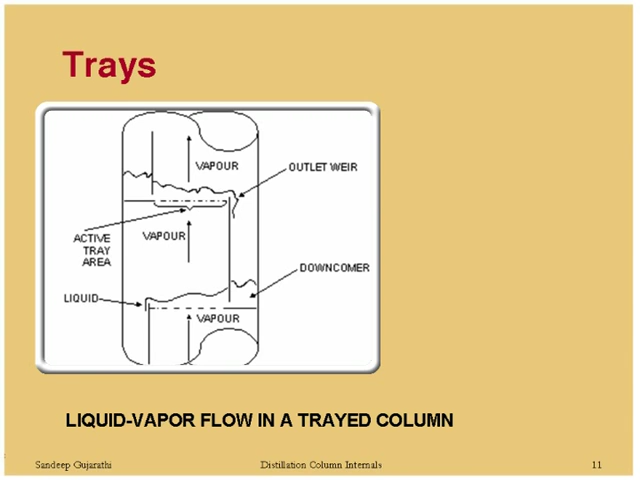 Trays
VAPOUR
OUTLET WEIR
ACTIVE
TRAY
AREA
VAPOUR
DOWNCOMER
LIQUID
VAPOUR
LIQUID-VAPOR FLOW IN A TRAYED COLUMN
Sandeep Gujarathi
Distillation Column Internals
11